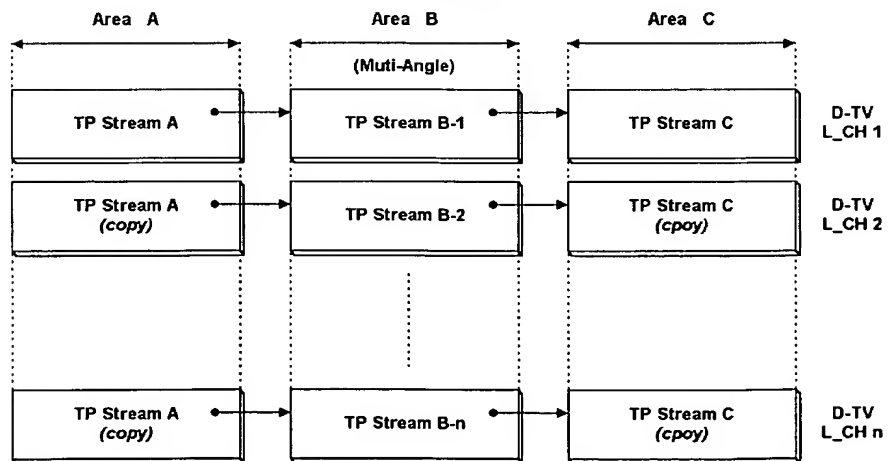 Area A
Area B
Area C
(Muti-Angle)
TP Stream A
TP Stream B-1
TP Stream C
D-TV
L_CH 1
TP Stream A
(copy)
TP Stream B-2
TP Stream C
(cpoy)
D-TV
L_CH 2
TP Stream A
(copy)
TP Stream B-n
TP Stream C
(cpoy)
D-TV
L_CH n